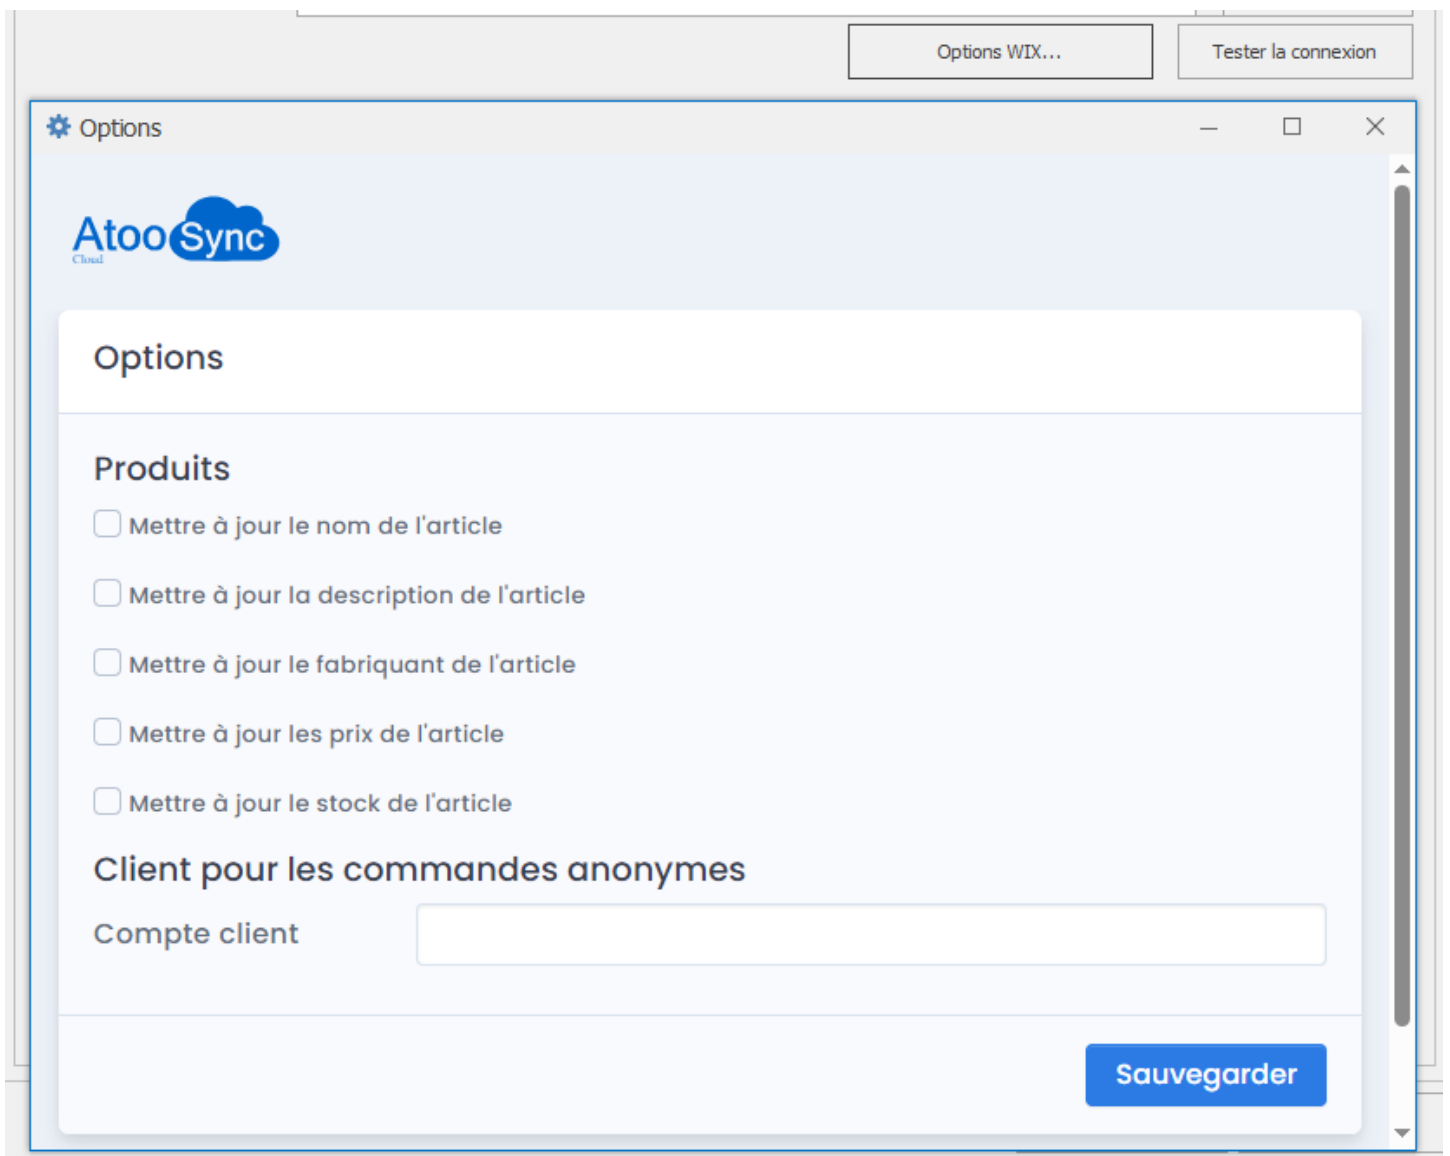 Options WIX...
Tester la connexion
Options
Atoo Sync
Cloud
Options
Produits
Mettre à jour le nom de l'article
Mettre à jour la description de l'article
Mettre à jour le fabriquant de l'article
Mettre à jour les prix de l'article
Mettre à jour le stock de l'article
Client pour les commandes anonymes
Compte client
Sauvegarder